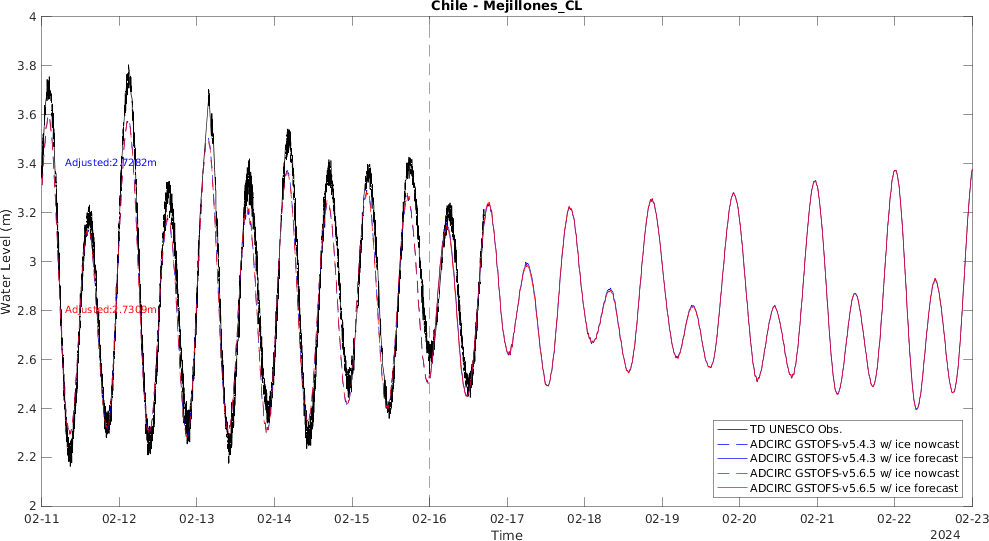 Chile - Mejillones_CL
4
3.8
3.6
3.4
3.2
3
2.8
2.6
2.4
2.2
2
Water Level (m)
Adjusted:2.7282m
Adjusted:2.7309m
TD UNESCO Obs.
ADCIRC GSTOFS-v5.4.3 w/ ice nowcast
ADCIRC GSTOFS-v5.4.3 w/ ice forecast
ADCIRC GSTOFS-v5.6.5 w/ ice nowcast
ADCIRC GSTOFS-v5.6.5 w/ ice forecast
02-11 02-12 02-13 02-14 02-15 02-16 02-17 02-18 02-19 02-20 02-21 02-22 02-23
Time
2024